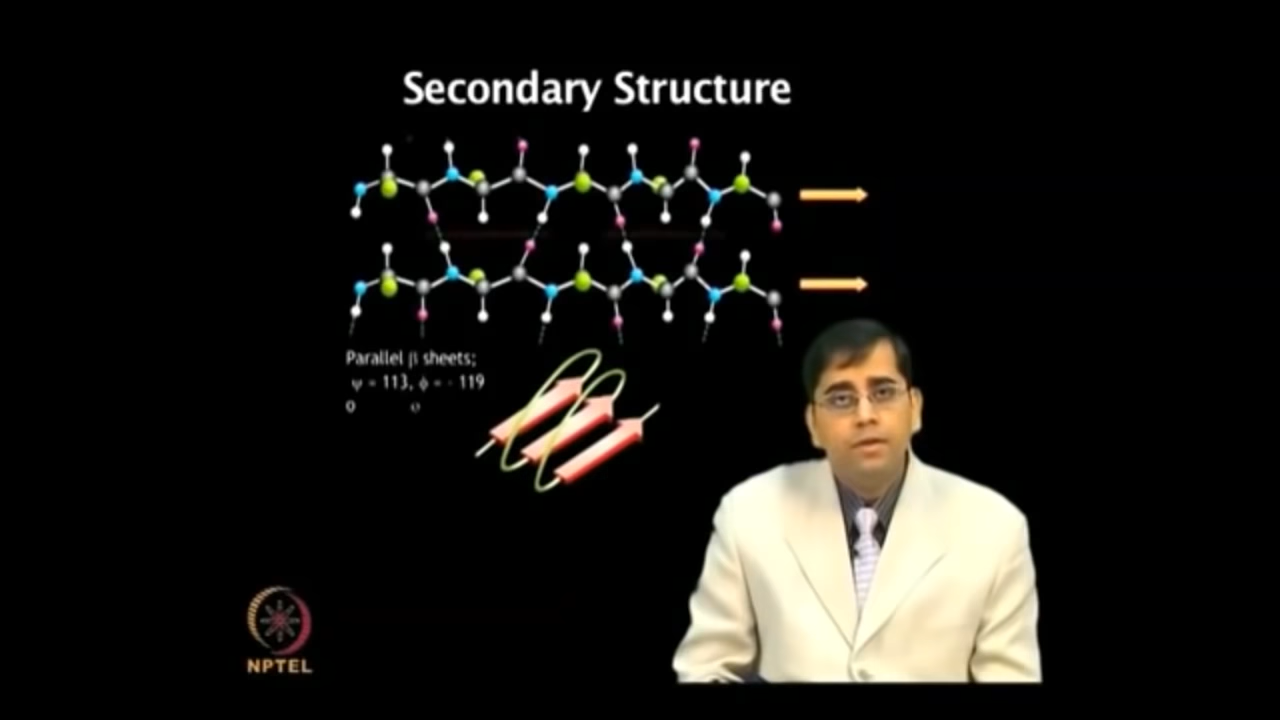 Secondary Structure
Parallel β sheets;
ψ = 113, ϕ = - 119
o o
NPTEL